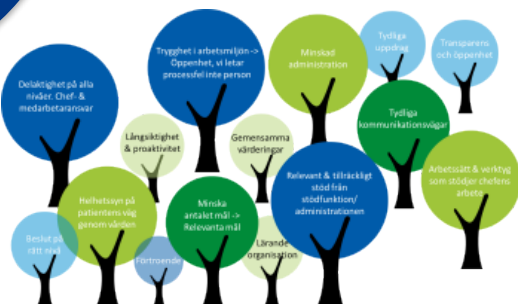 Delaktighet på alla
nivåer. Chef- &
medarbetaransvar
Trygghet i arbetsmiljön ->
Öppenhet, vi letar
processfel inte person
Minskad
administration
Tydliga
uppdrag
Transparens
och öppenhet
Långsiktighet
& proaktivitet
Gemensamma
värderingar
Tydliga
kommunikationsvägar
Helhetssyn på
patientens väg
genom vården
Minska
antalet mål ->
Relevanta mål
Relevant & tillräckligt
stöd från
stödfunktion/
administrationen
Arbetssätt & verktyg
som stödjer chefens
arbete
Beslut på
rätt nivå
Förtroende
Lärande
organisation